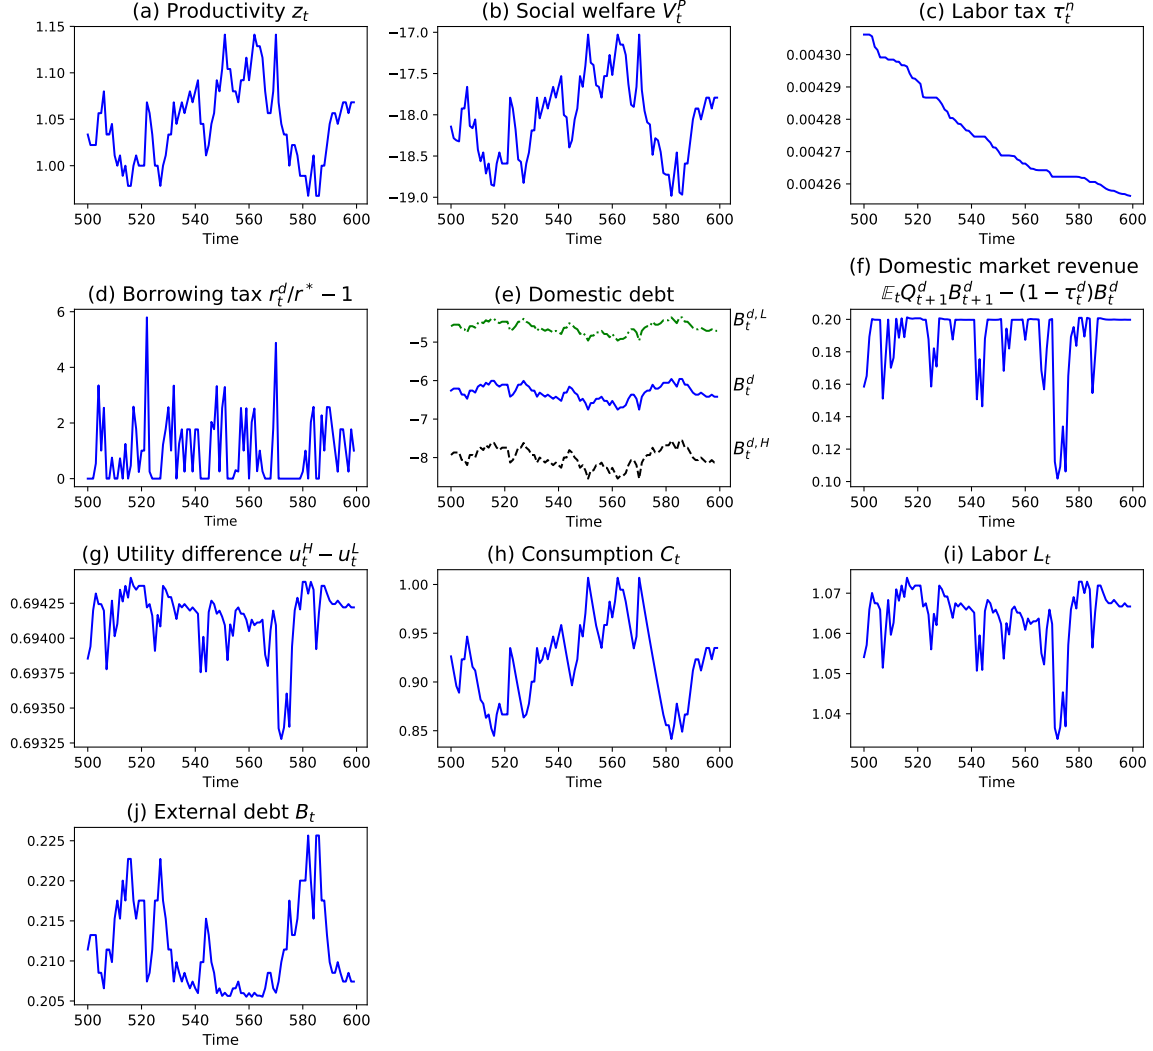 (a) Productivity z_t
1.15
1.10
1.05
1.00
500 520 540 560 580 600
Time
(b) Social welfare V_t^P
−17.0
−17.5
−18.0
−18.5
−19.0
500 520 540 560 580 600
Time
(c) Labor tax τ_t^n
0.00430
0.00429
0.00428
0.00427
0.00426
500 520 540 560 580 600
Time
(d) Borrowing tax r_t^d/r* − 1
6
4
2
0
500 520 540 560 580 600
Time
(e) Domestic debt
−5
−6
−7
−8
B_t^{d,L}
B_t^d
B_t^{d,H}
500 520 540 560 580 600
Time
(f) Domestic market revenue
𝔼_tQ_{t+1}^dB_{t+1}^d − (1 − τ_t^d)B_t^d
0.20
0.18
0.16
0.14
0.12
0.10
500 520 540 560 580 600
Time
(g) Utility difference u_t^H − u_t^L
0.69425
0.69400
0.69375
0.69350
0.69325
500 520 540 560 580 600
Time
(h) Consumption C_t
1.00
0.95
0.90
0.85
500 520 540 560 580 600
Time
(i) Labor L_t
1.07
1.06
1.05
1.04
500 520 540 560 580 600
Time
(j) External debt B_t
0.225
0.220
0.215
0.210
0.205
500 520 540 560 580 600
Time